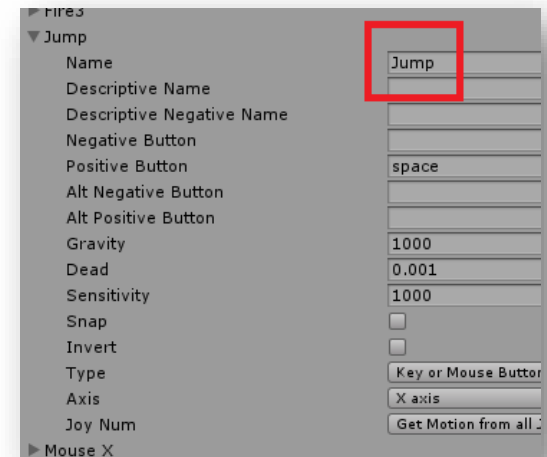 Fire3
Jump
Name Jump
Descriptive Name
Descriptive Negative Name
Negative Button
Positive Button space
Alt Negative Button
Alt Positive Button
Gravity 1000
Dead 0.001
Sensitivity 1000
Snap
Invert
Type Key or Mouse Button
Axis X axis
Joy Num Get Motion from all J
Mouse X